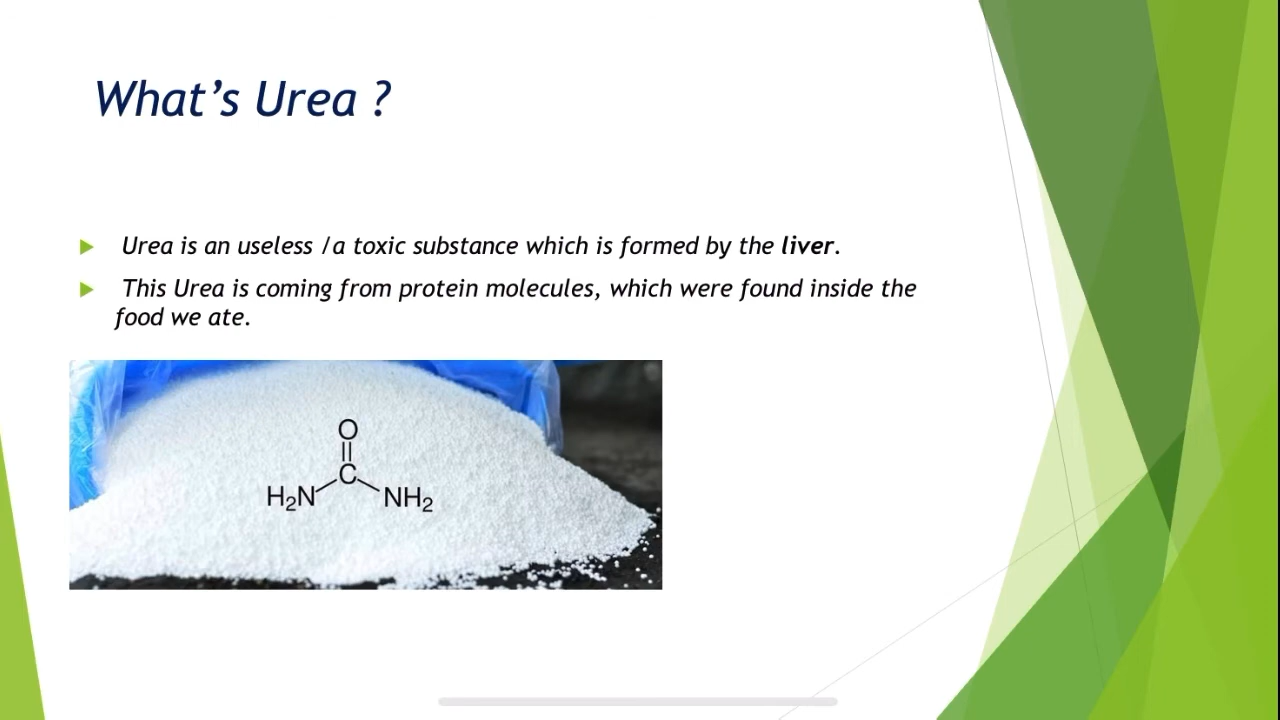 What’s Urea ?
Urea is an useless /a toxic substance which is formed by the liver.
This Urea is coming from protein molecules, which were found inside the
food we ate.
O
C
H₂N NH₂